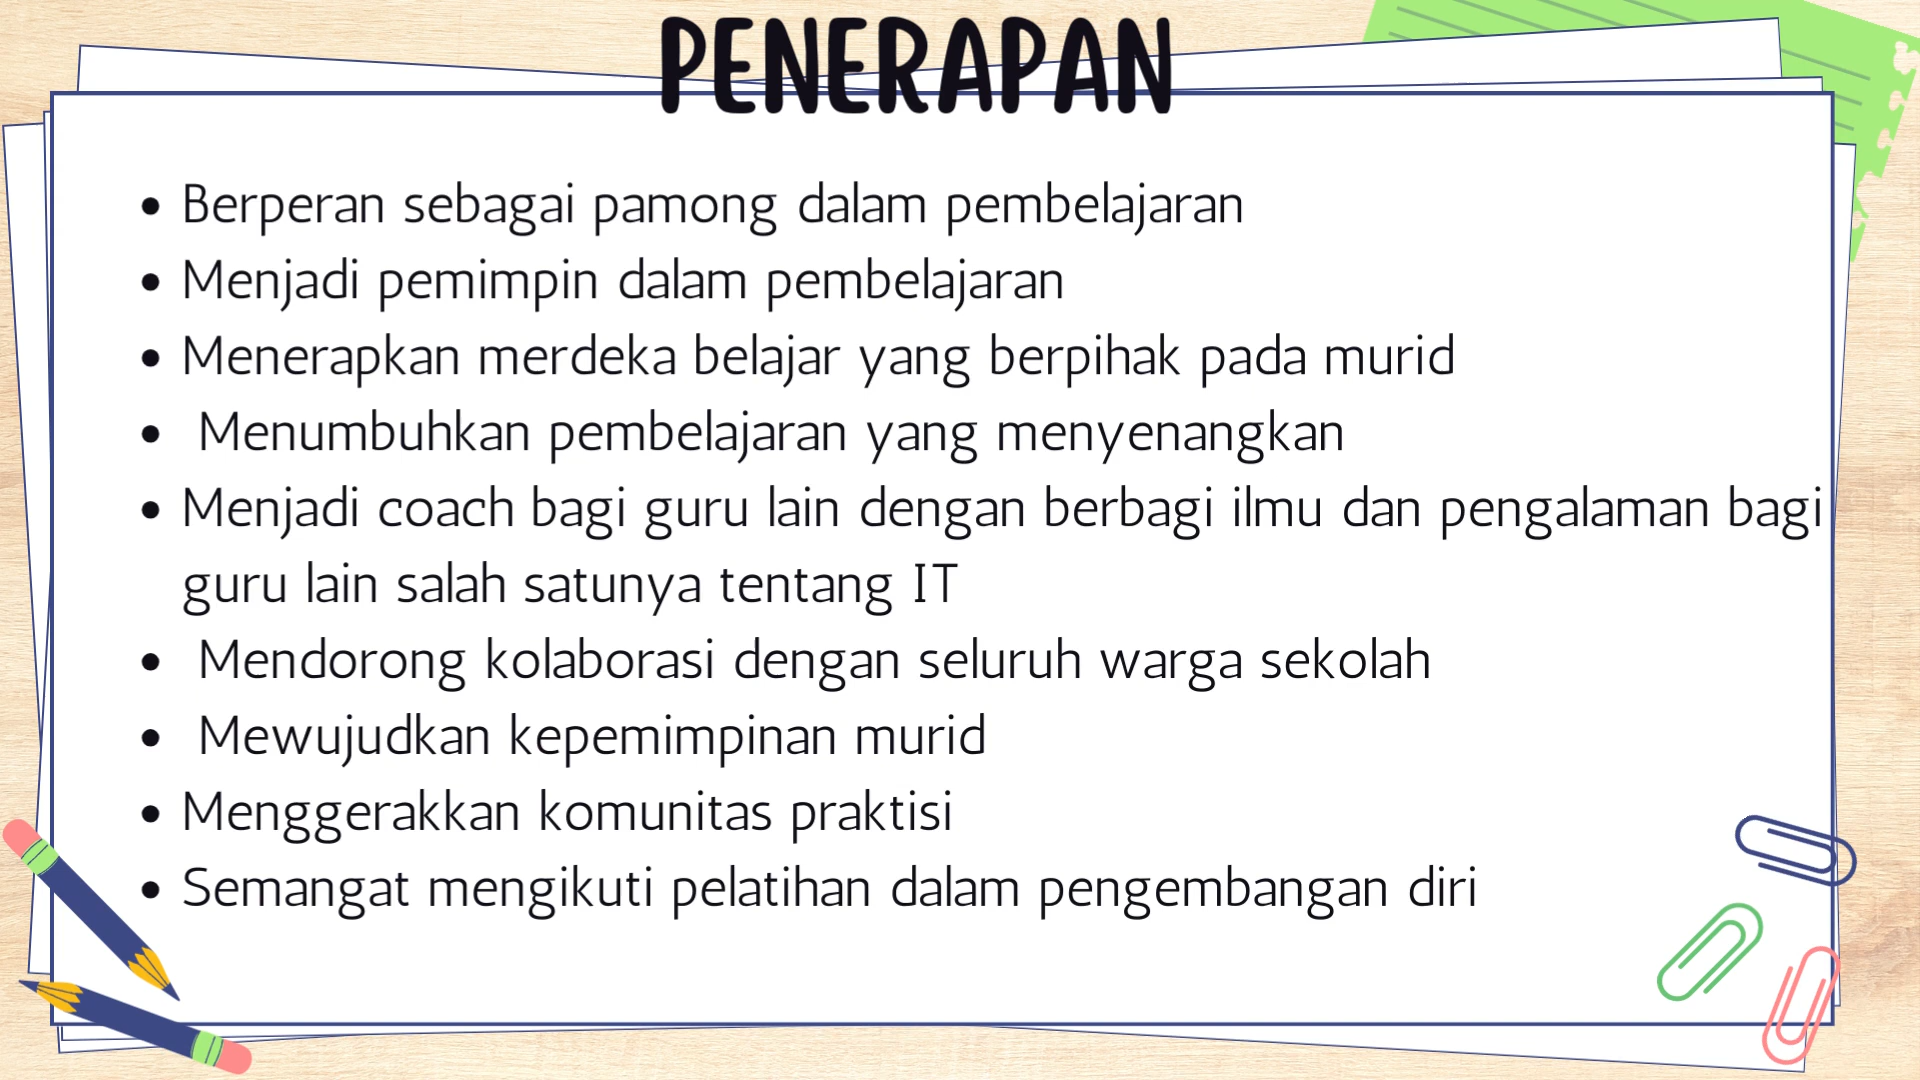 PENERAPAN
• Berperan sebagai pamong dalam pembelajaran
• Menjadi pemimpin dalam pembelajaran
• Menerapkan merdeka belajar yang berpihak pada murid
• Menumbuhkan pembelajaran yang menyenangkan
• Menjadi coach bagi guru lain dengan berbagi ilmu dan pengalaman bagi
guru lain salah satunya tentang IT
• Mendorong kolaborasi dengan seluruh warga sekolah
• Mewujudkan kepemimpinan murid
• Menggerakkan komunitas praktisi
• Semangat mengikuti pelatihan dalam pengembangan diri